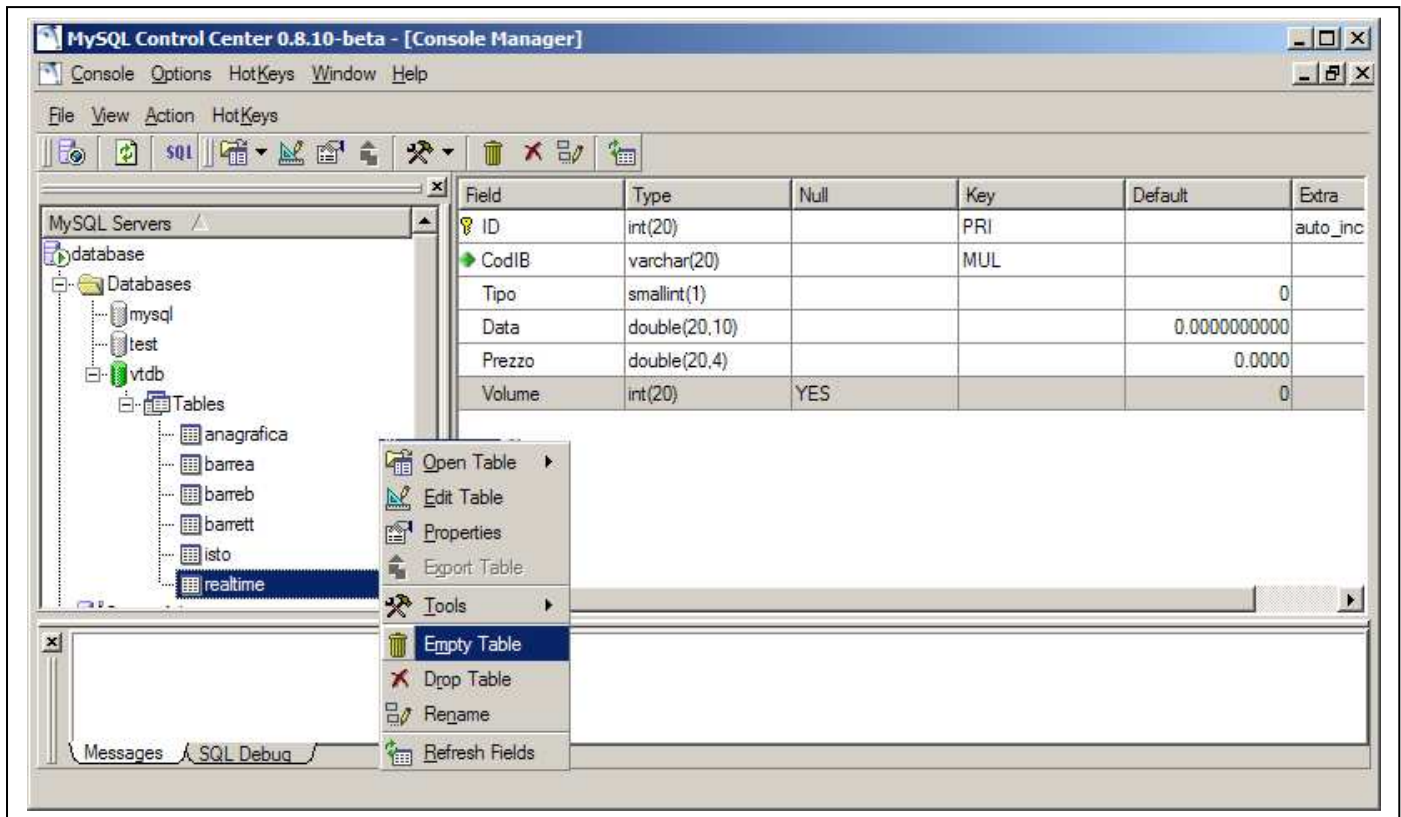 MySQL Control Center 0.8.10-beta - [Console Manager]
Console Options HotKeys Window Help
File View Action HotKeys
SQL
MySQL Servers
database
Databases
mysql
test
vtdb
Tables
anagrafica
barrea
barreb
barrett
isto
realtime
Field Type Null Key Default Extra
ID int(20) PRI auto_inc
CodIB varchar(20) MUL
Tipo smallint(1) 0
Data double(20,10) 0.0000000000
Prezzo double(20,4) 0.0000
Volume int(20) YES 0
Open Table
Edit Table
Properties
Export Table
Tools
Empty Table
Drop Table
Rename
Refresh Fields
Messages SQL Debug